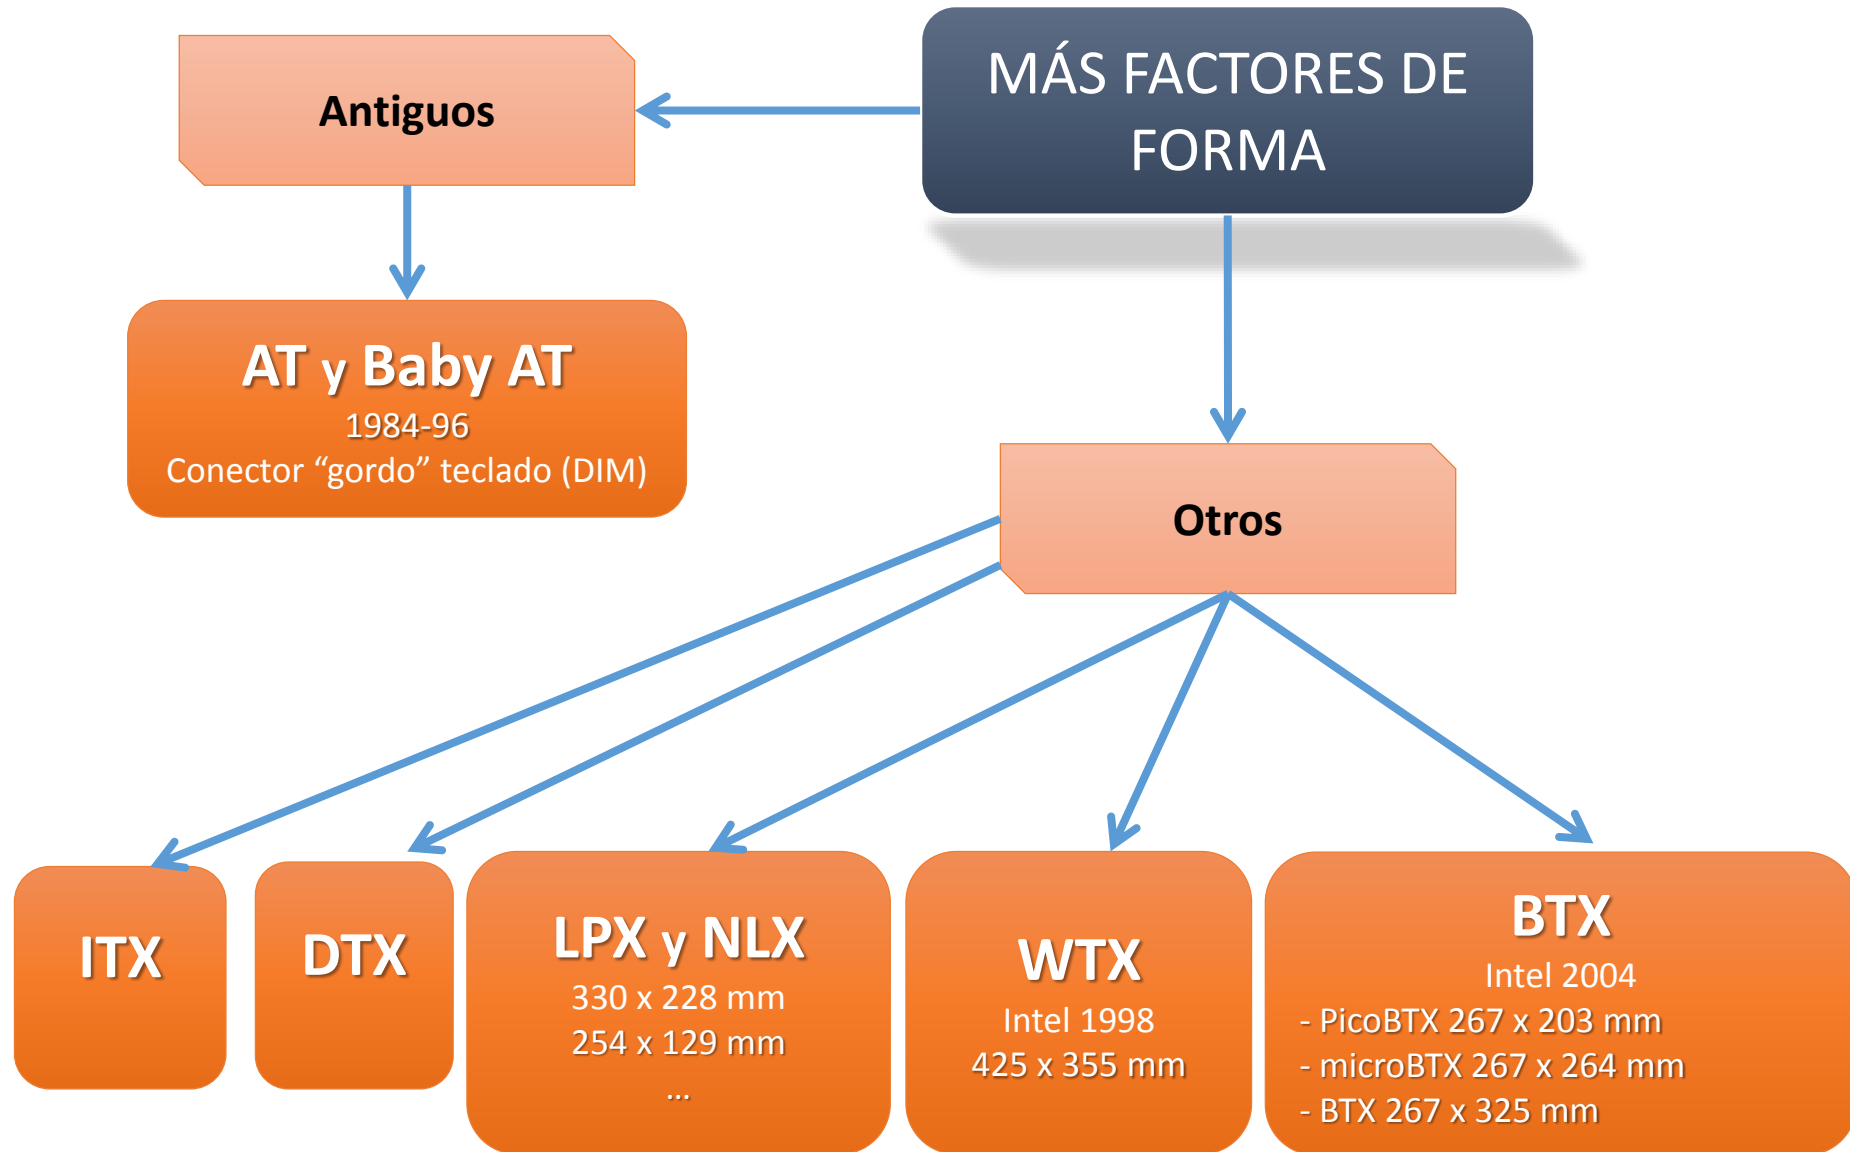 MÁS FACTORES DE
FORMA
Antiguos
AT y Baby AT
1984-96
Conector “gordo” teclado (DIM)
Otros
ITX
DTX
LPX y NLX
330 x 228 mm
254 x 129 mm
...
WTX
Intel 1998
425 x 355 mm
BTX
Intel 2004
- PicoBTX 267 x 203 mm
- microBTX 267 x 264 mm
- BTX 267 x 325 mm